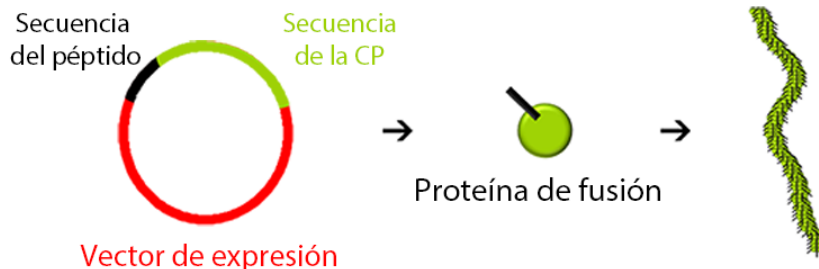 Secuencia
del péptido
Secuencia
de la CP
Proteína de fusión
Vector de expresión